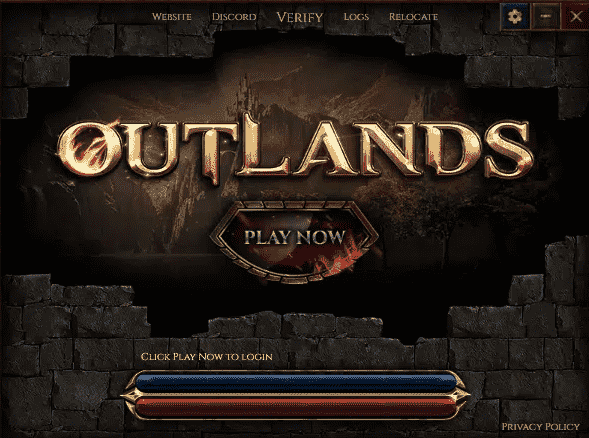 Website Discord Verify Logs Relocate
OUTLANDS
PLAY NOW
Click Play Now to login
Privacy Policy